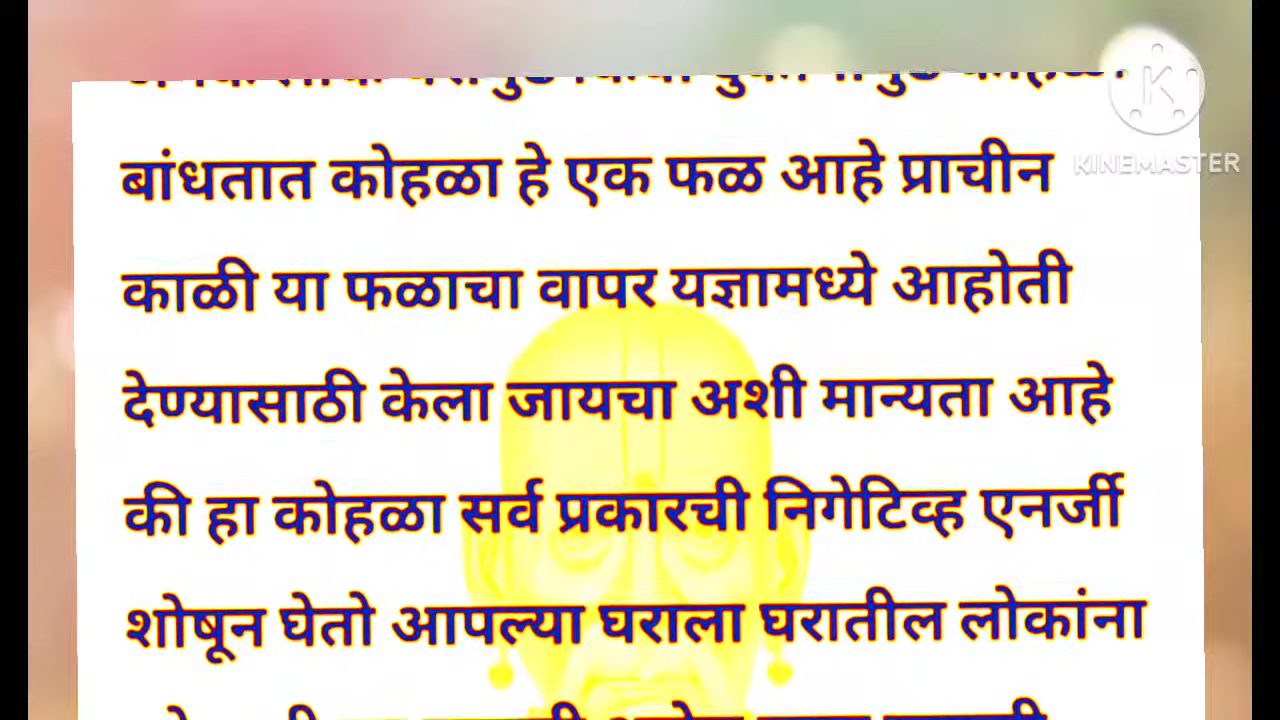 बांधतात कोहळा हे एक फळ आहे प्राचीन
काळी या फळाचा वापर यज्ञामध्ये आहोती
देण्यासाठी केला जायचा अशी मान्यता आहे
की हा कोहळा सर्व प्रकारची निगेटिव्ह एनर्जी
शोषून घेतो आपल्या घराला घरातील लोकांना
K
KINEMASTER